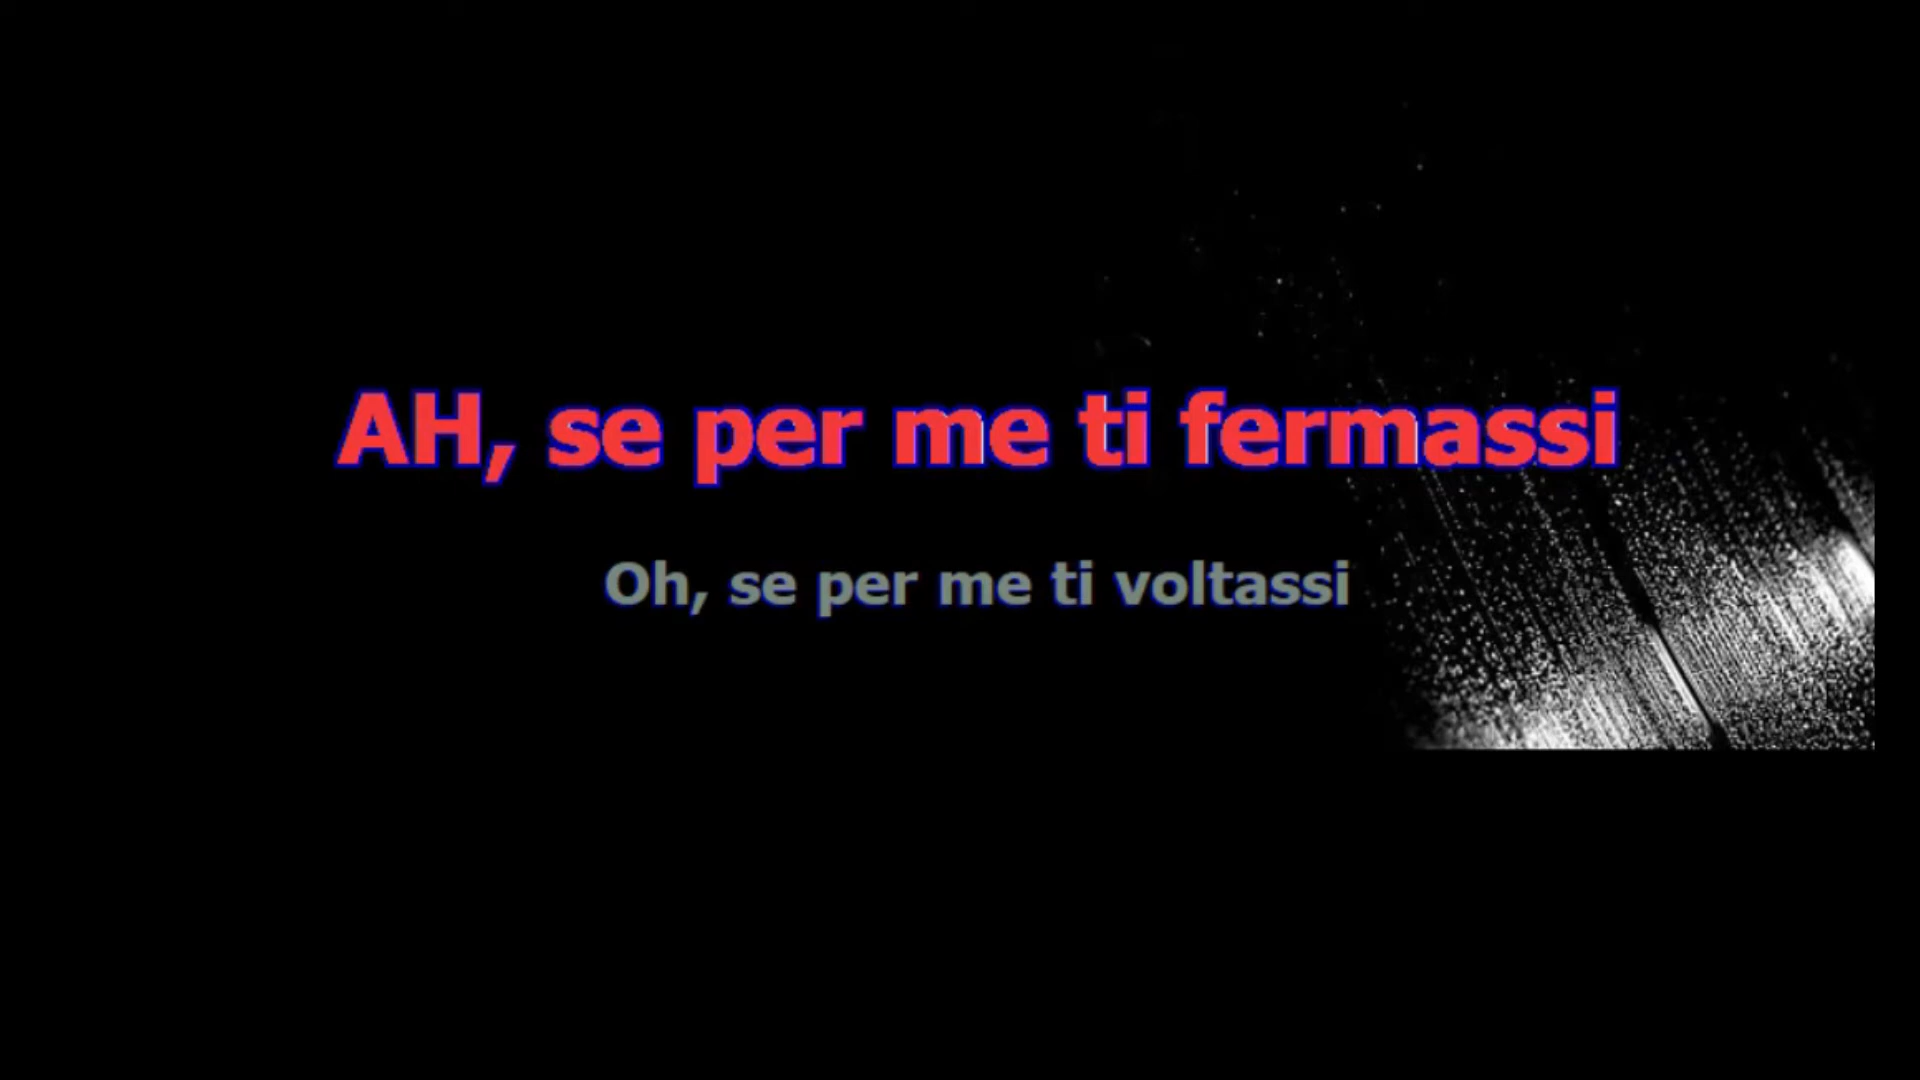 AH, se per me ti fermassi
Oh, se per me ti voltassi